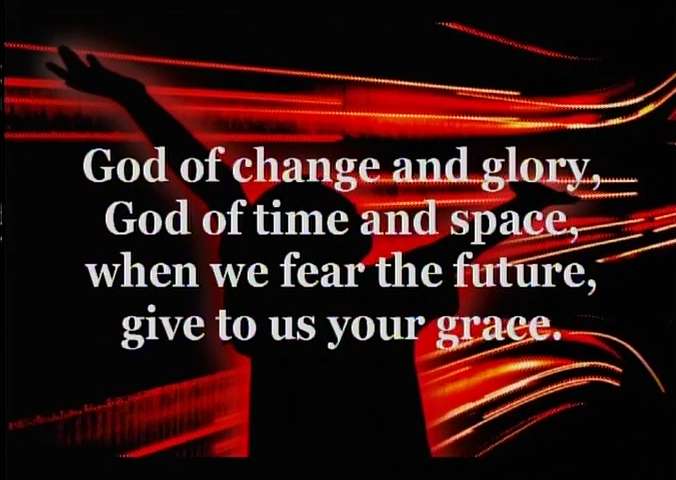 God of change and glory,
God of time and space,
when we fear the future,
give to us your grace.